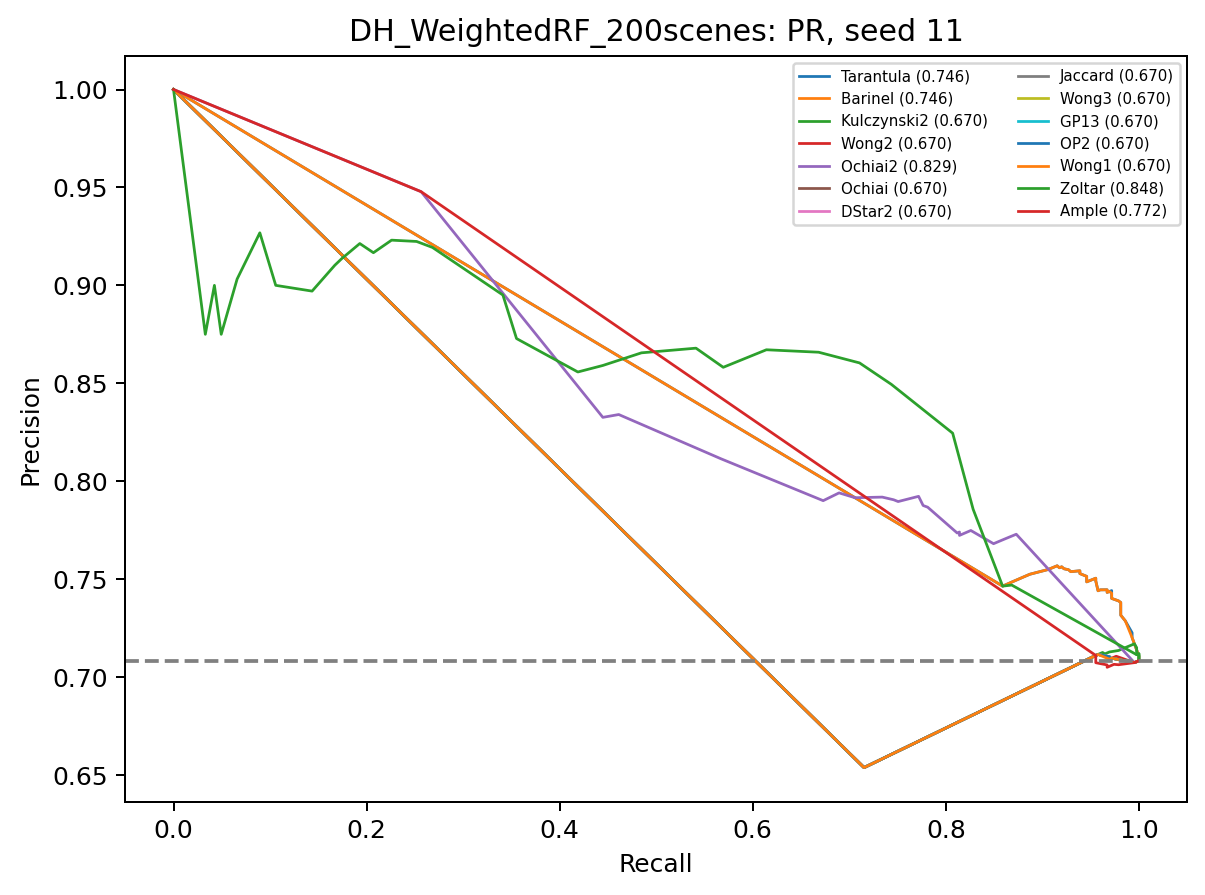 DH_WeightedRF_200scenes: PR, seed 11
Tarantula (0.746)
Barinel (0.746)
Kulczynski2 (0.670)
Wong2 (0.670)
Ochiai2 (0.829)
Ochiai (0.670)
DStar2 (0.670)
Jaccard (0.670)
Wong3 (0.670)
GP13 (0.670)
OP2 (0.670)
Wong1 (0.670)
Zoltar (0.848)
Ample (0.772)
Precision
1.00
0.95
0.90
0.85
0.80
0.75
0.70
0.65
0.0 0.2 0.4 0.6 0.8 1.0
Recall